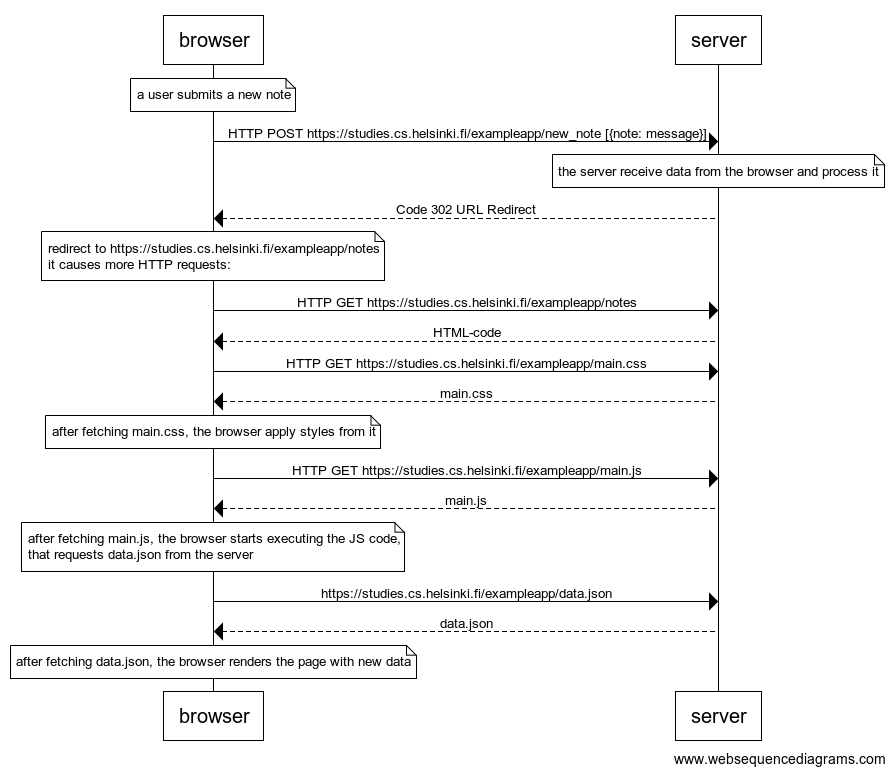 browser
server
a user submits a new note
HTTP POST https://studies.cs.helsinki.fi/exampleapp/new_note [{note: message}]
the server receive data from the browser and process it
Code 302 URL Redirect
redirect to https://studies.cs.helsinki.fi/exampleapp/notes
it causes more HTTP requests:
HTTP GET https://studies.cs.helsinki.fi/exampleapp/notes
HTML-code
HTTP GET https://studies.cs.helsinki.fi/exampleapp/main.css
main.css
after fetching main.css, the browser apply styles from it
HTTP GET https://studies.cs.helsinki.fi/exampleapp/main.js
main.js
after fetching main.js, the browser starts executing the JS code,
that requests data.json from the server
https://studies.cs.helsinki.fi/exampleapp/data.json
data.json
after fetching data.json, the browser renders the page with new data
browser
server
www.websequencediagrams.com